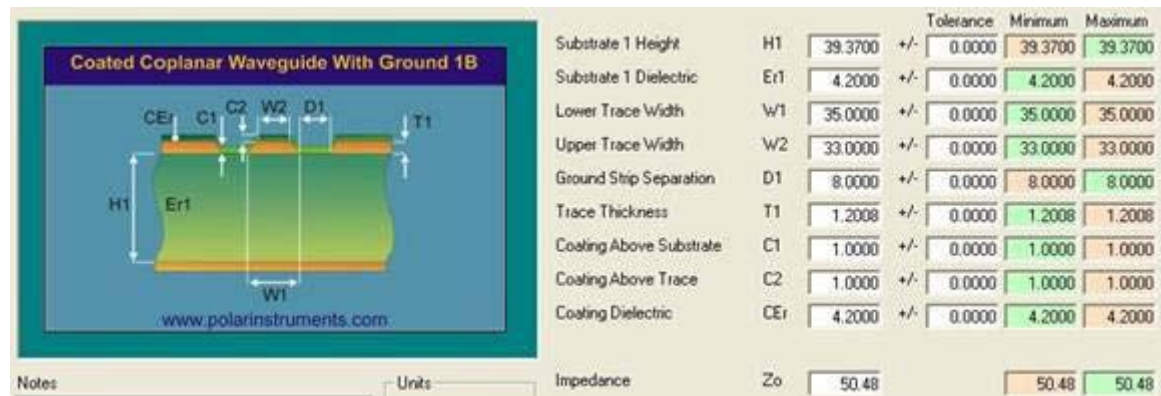 Tolerance Minimum Maximum
Coated Coplanar Waveguide With Ground 1B
CEr C1 C2 W2 D1 T1
H1 Er1
W1
www.polarinstruments.com
Substrate 1 Height H1 39.3700 +/- 0.0000 39.3700 39.3700
Substrate 1 Dielectric Er1 4.2000 +/- 0.0000 4.2000 4.2000
Lower Trace Width W1 35.0000 +/- 0.0000 35.0000 35.0000
Upper Trace Width W2 33.0000 +/- 0.0000 33.0000 33.0000
Ground Strip Separation D1 8.0000 +/- 0.0000 8.0000 8.0000
Trace Thickness T1 1.2008 +/- 0.0000 1.2008 1.2008
Coating Above Substrate C1 1.0000 +/- 0.0000 1.0000 1.0000
Coating Above Trace C2 1.0000 +/- 0.0000 1.0000 1.0000
Coating Dielectric CEr 4.2000 +/- 0.0000 4.2000 4.2000
Notes Units
Impedance Zo 50.48 50.48 50.48